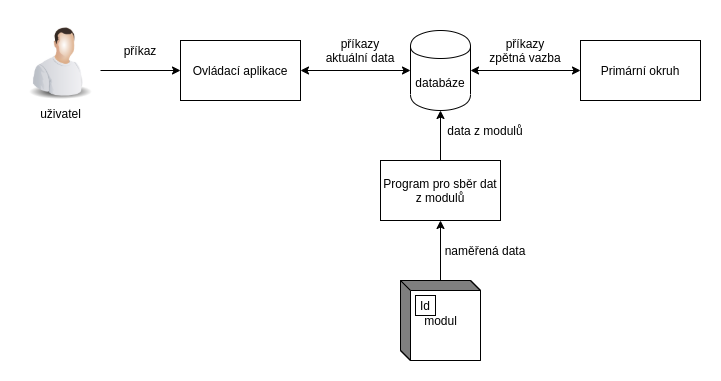 příkaz
uživatel
Ovládací aplikace
příkazy
aktuální data
databáze
příkazy
zpětná vazba
Primární okruh
data z modulů
Program pro sběr dat
z modulů
naměřená data
Id
modul